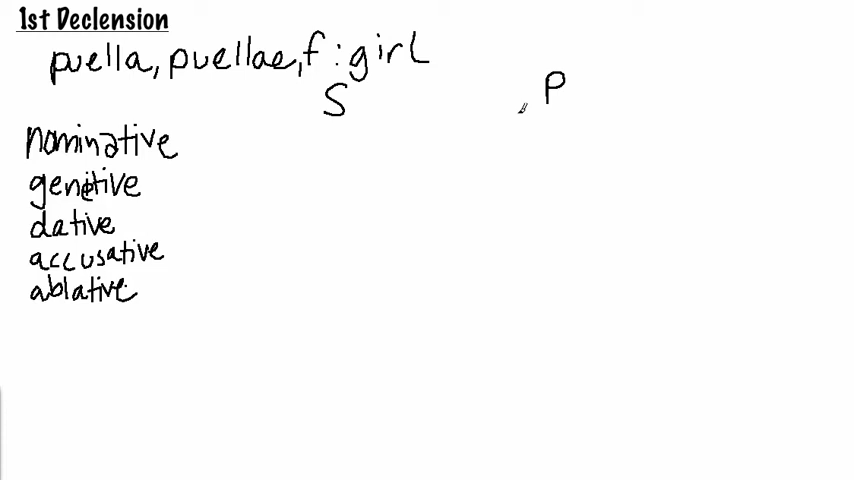 1st Declension
puella, puellae, f : girl
S P
nominative
genitive
dative
accusative
ablative